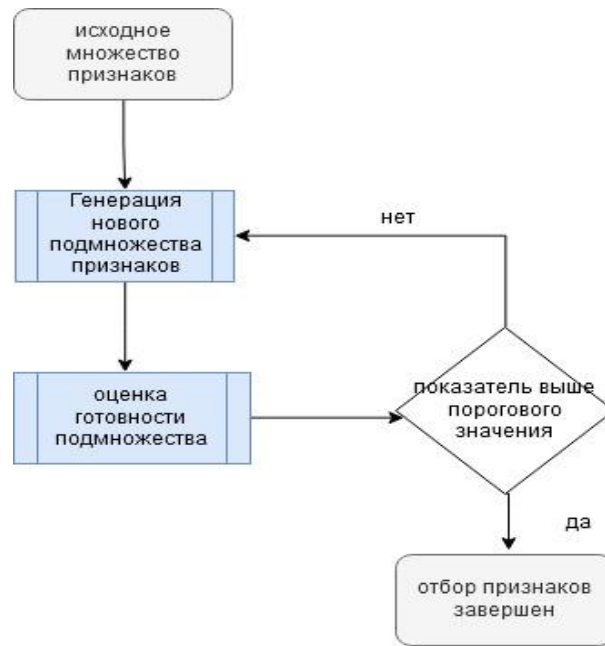 исходное
множество
признаков
Генерация
нового
подмножества
признаков
нет
оценка
готовности
подмножества
показатель выше
порогового
значения
да
отбор признаков
завершен